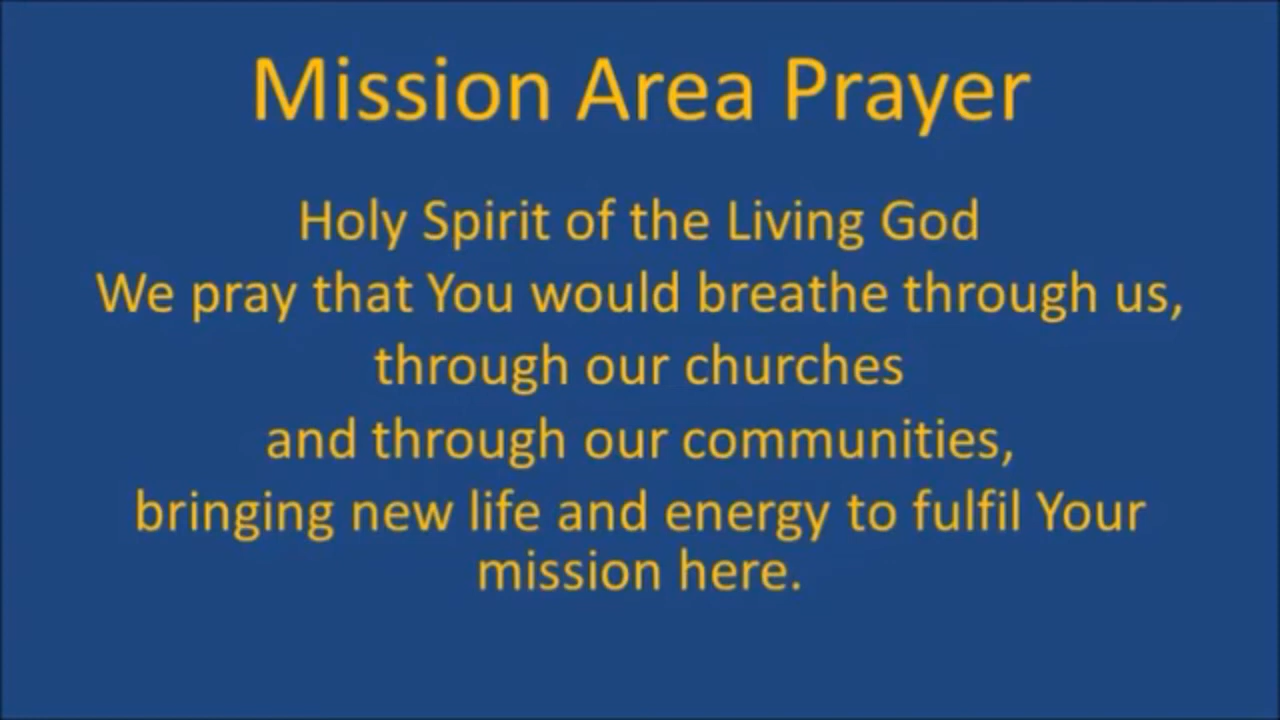 Mission Area Prayer
Holy Spirit of the Living God
We pray that You would breathe through us,
through our churches
and through our communities,
bringing new life and energy to fulfil Your
mission here.